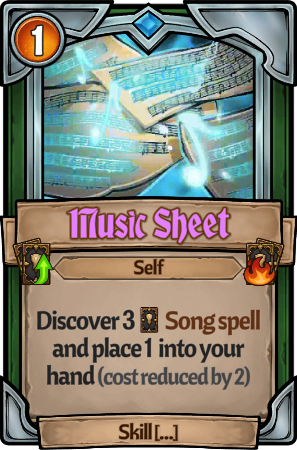 1
Music Sheet
Self
Discover 3 Song spell
and place 1 into your
hand (cost reduced by 2)
Skill [...]